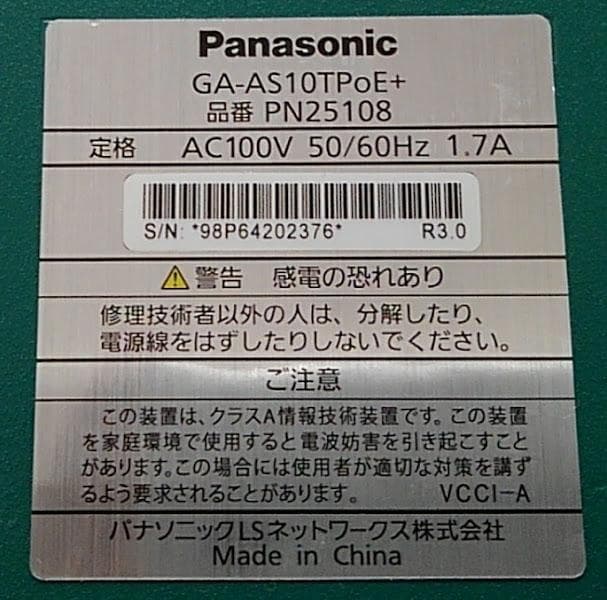 Panasonic
GA-AS10TPoE+
品番 PN25108
定格 AC100V 50/60Hz 1.7A
S/N: *98P64202376* R3.0
警告 感電の恐れあり
修理技術者以外の人は、分解したり、
電源線をはずしたりしないでください。
ご注意
この装置は、クラスA情報技術装置です。この装置
を家庭環境で使用すると電波妨害を引き起こすこと
があります。この場合には使用者が適切な対策を講ず
るよう要求されることがあります。 VCCI-A
パナソニックLSネットワークス株式会社
Made in China